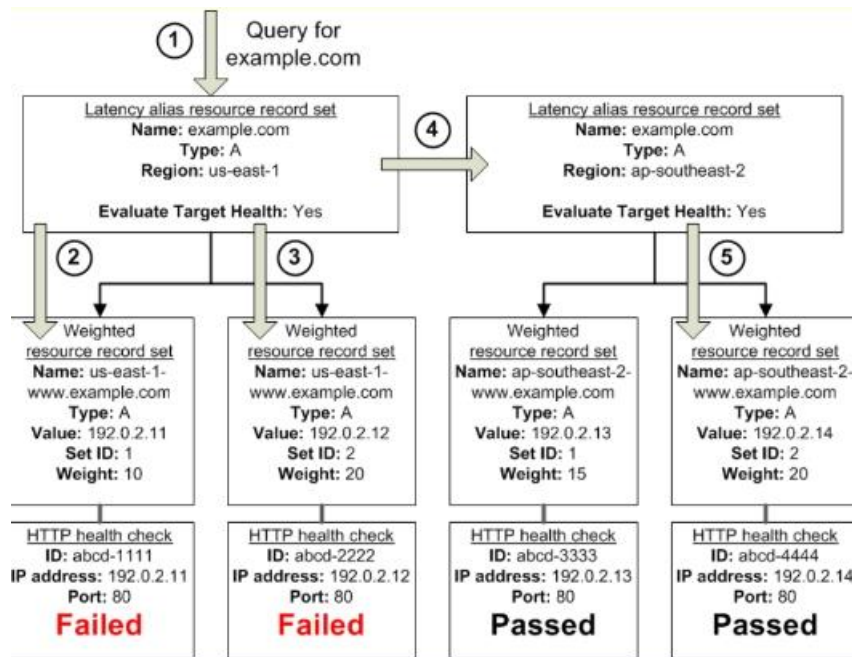 1
Query for
example.com
Latency alias resource record set
Name: example.com
Type: A
Region: us-east-1
Evaluate Target Health: Yes
4
Latency alias resource record set
Name: example.com
Type: A
Region: ap-southeast-2
Evaluate Target Health: Yes
2
3
5
Weighted
resource record set
Name: us-east-1-
www.example.com
Type: A
Value: 192.0.2.11
Set ID: 1
Weight: 10
Weighted
resource record set
Name: us-east-1-
www.example.com
Type: A
Value: 192.0.2.12
Set ID: 2
Weight: 20
Weighted
resource record set
Name: ap-southeast-2-
www.example.com
Type: A
Value: 192.0.2.13
Set ID: 1
Weight: 15
Weighted
resource record set
Name: ap-southeast-2-
www.example.com
Type: A
Value: 192.0.2.14
Set ID: 2
Weight: 20
HTTP health check
ID: abcd-1111
IP address: 192.0.2.11
Port: 80
Failed
HTTP health check
ID: abcd-2222
IP address: 192.0.2.12
Port: 80
Failed
HTTP health check
ID: abcd-3333
IP address: 192.0.2.13
Port: 80
Passed
HTTP health check
ID: abcd-4444
IP address: 192.0.2.14
Port: 80
Passed